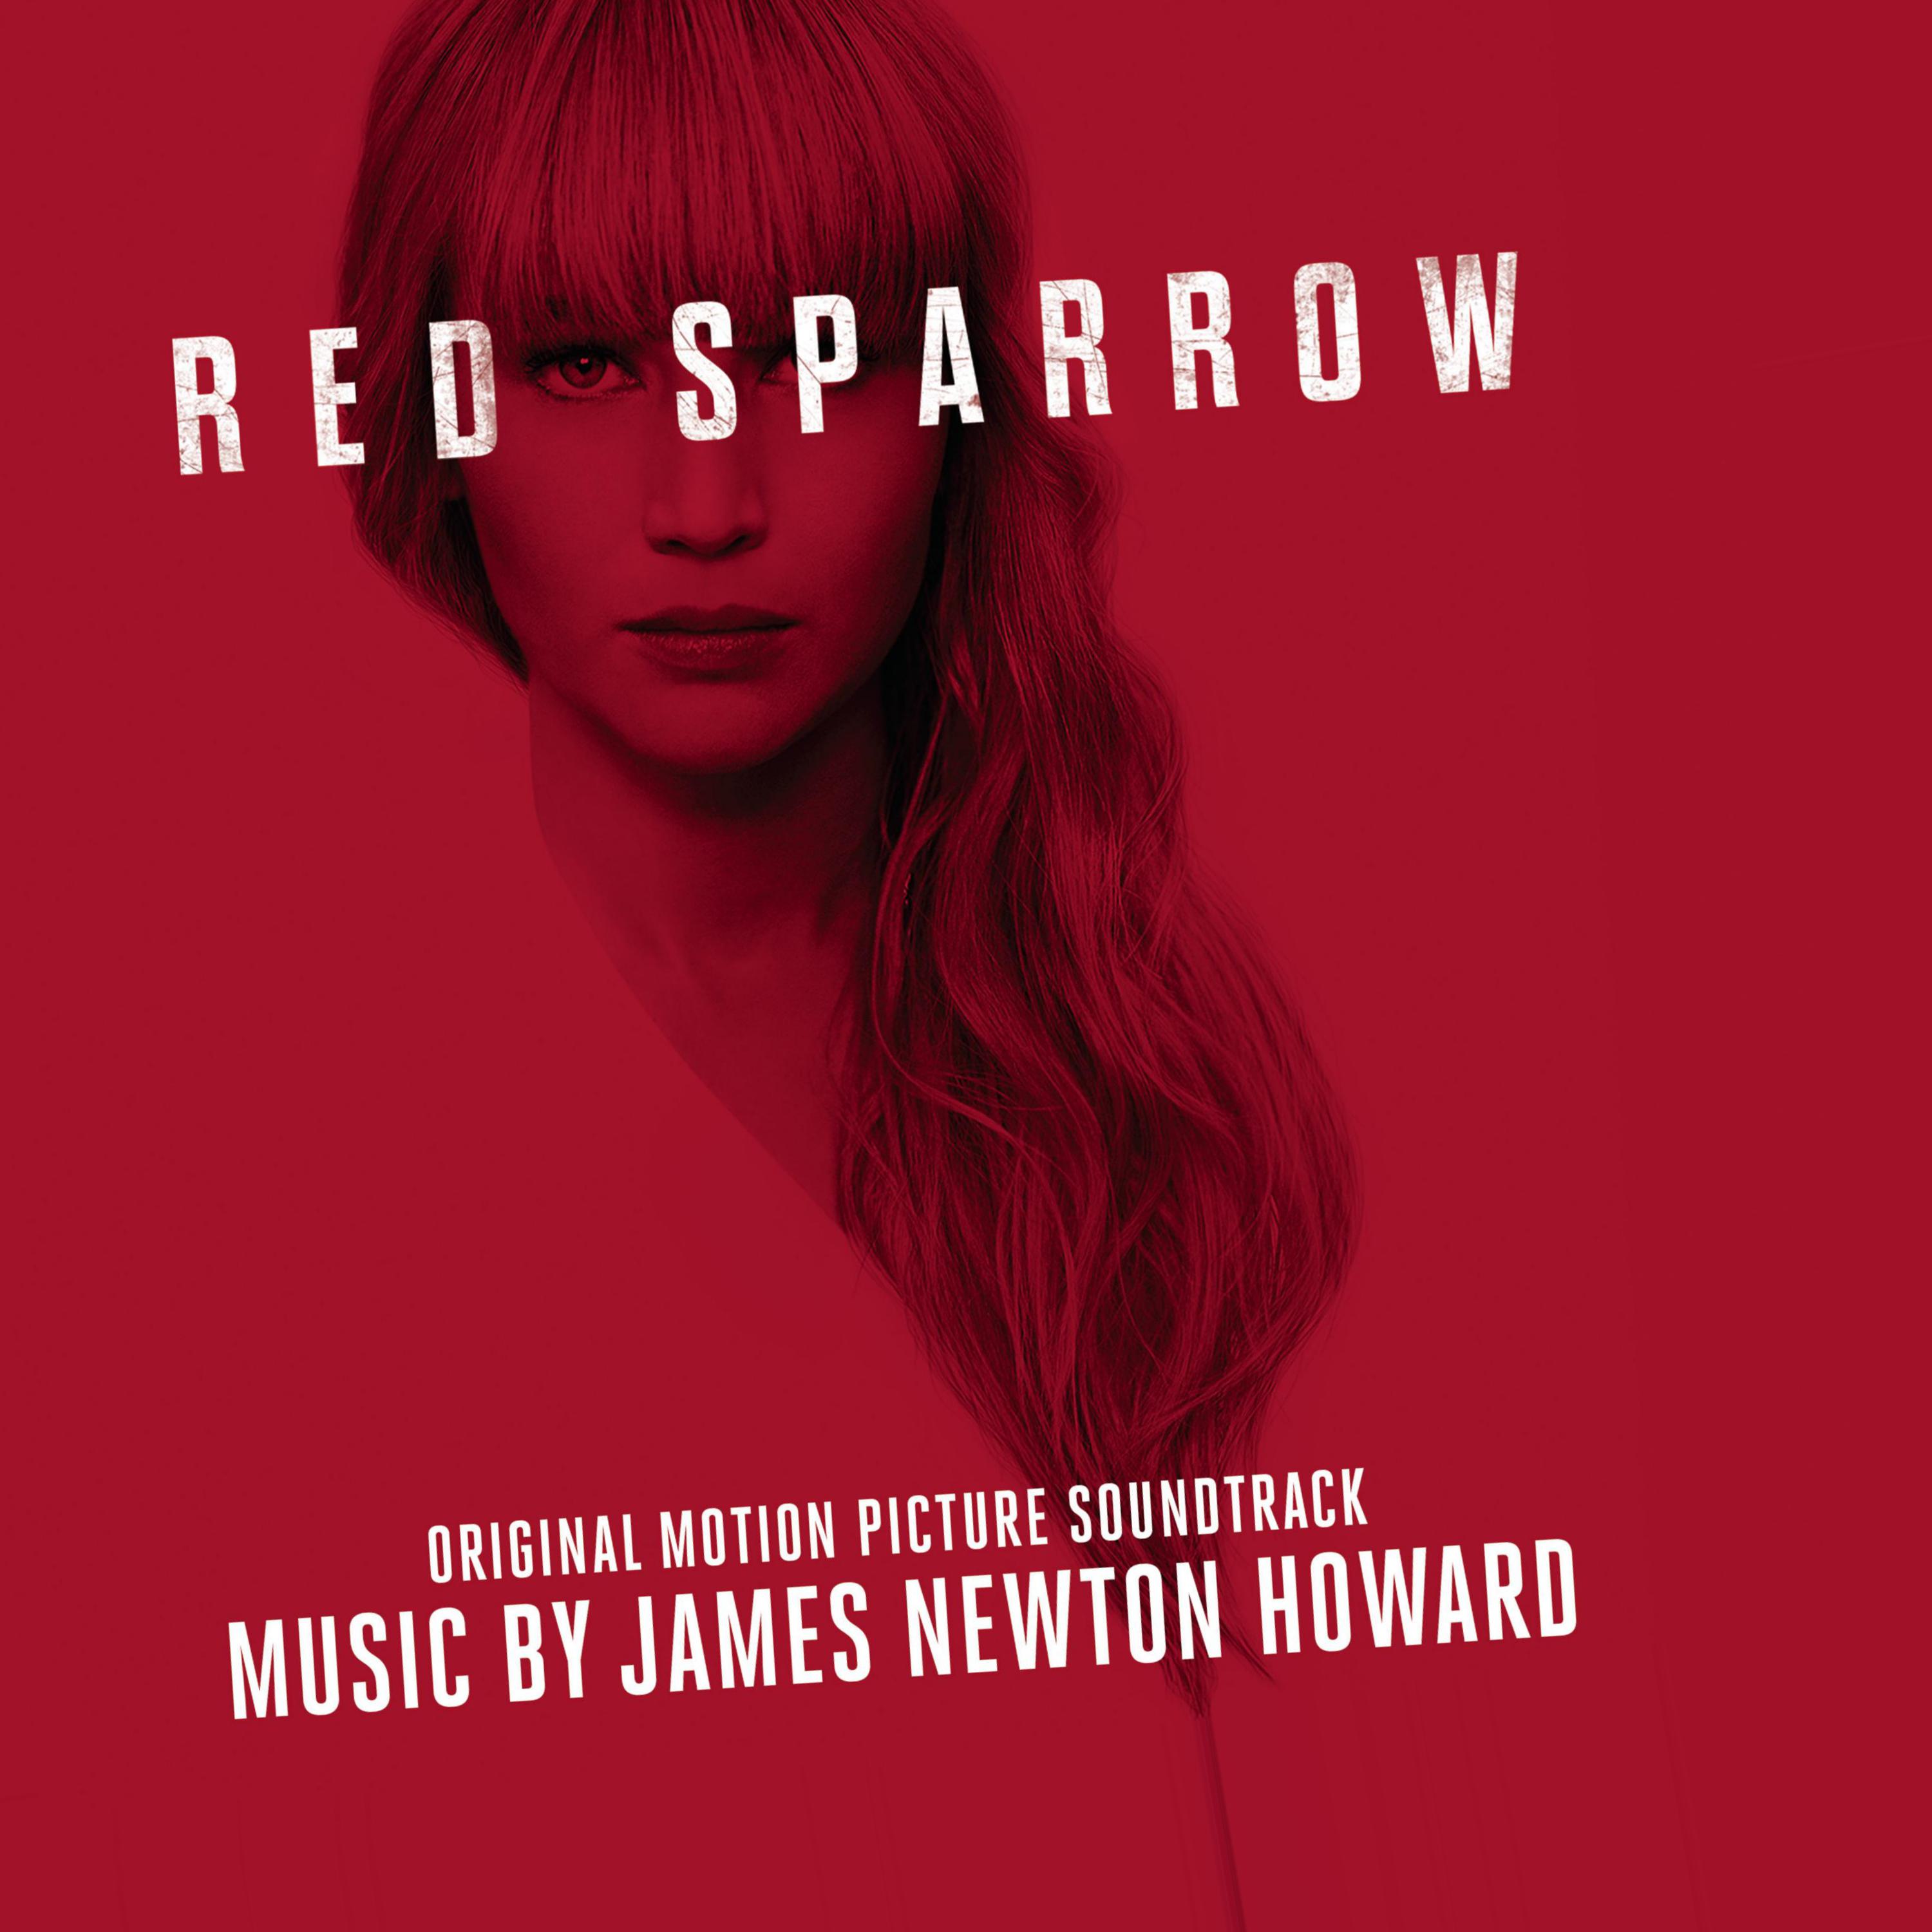 RED SPARROW
ORIGINAL MOTION PICTURE SOUNDTRACK
MUSIC BY JAMES NEWTON HOWARD